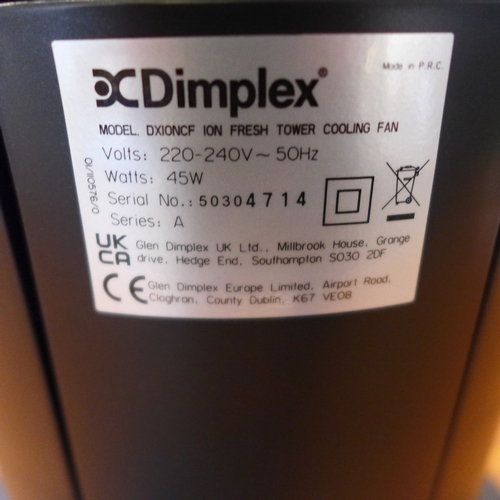 Made in P.R.C.
Dimplex®
MODEL. DXIONCF ION FRESH TOWER COOLING FAN
Volts: 220-240V~ 50Hz
Watts: 45W
Serial No.: 50304714
Series: A
01/110576/0
UK
CA
Glen Dimplex UK Ltd., Millbrook House, Grange
drive, Hedge End, Southampton SO30 2DF
CE
Glen Dimplex Europe Limited, Airport Road,
Cloghran, County Dublin, K67 VE08